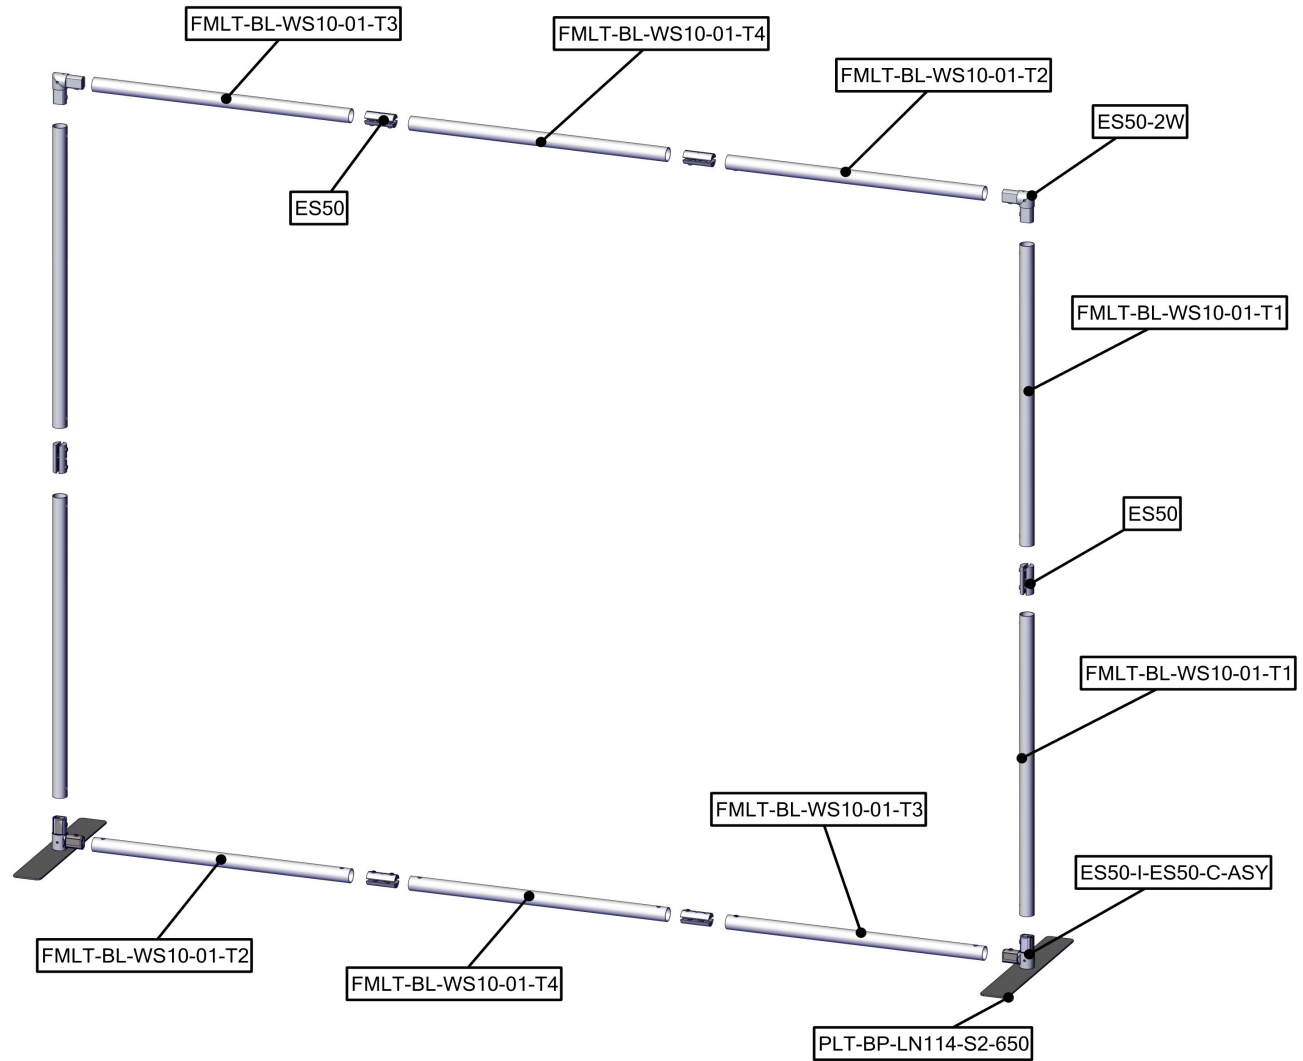 FMLT-BL-WS10-01-T3
FMLT-BL-WS10-01-T4
FMLT-BL-WS10-01-T2
ES50-2W
ES50
FMLT-BL-WS10-01-T1
ES50
FMLT-BL-WS10-01-T1
FMLT-BL-WS10-01-T3
ES50-I-ES50-C-ASY
FMLT-BL-WS10-01-T2
FMLT-BL-WS10-01-T4
PLT-BP-LN114-S2-650